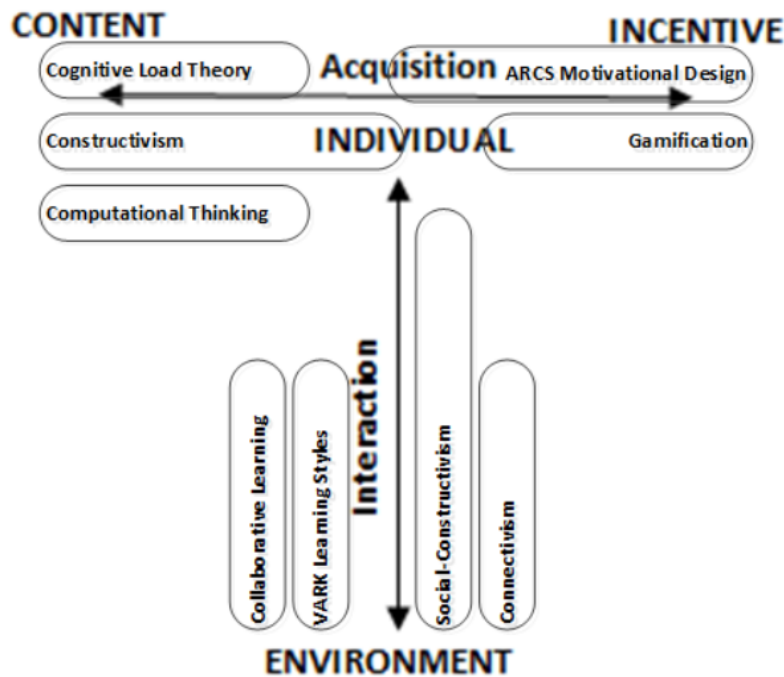 CONTENT
INCENTIVE
Cognitive Load Theory
Acquisition
ARCS Motivational Design
Constructivism
INDIVIDUAL
Gamification
Computational Thinking
Collaborative Learning
VARK Learning Styles
Interaction
Social-Constructivism
Connectivism
ENVIRONMENT